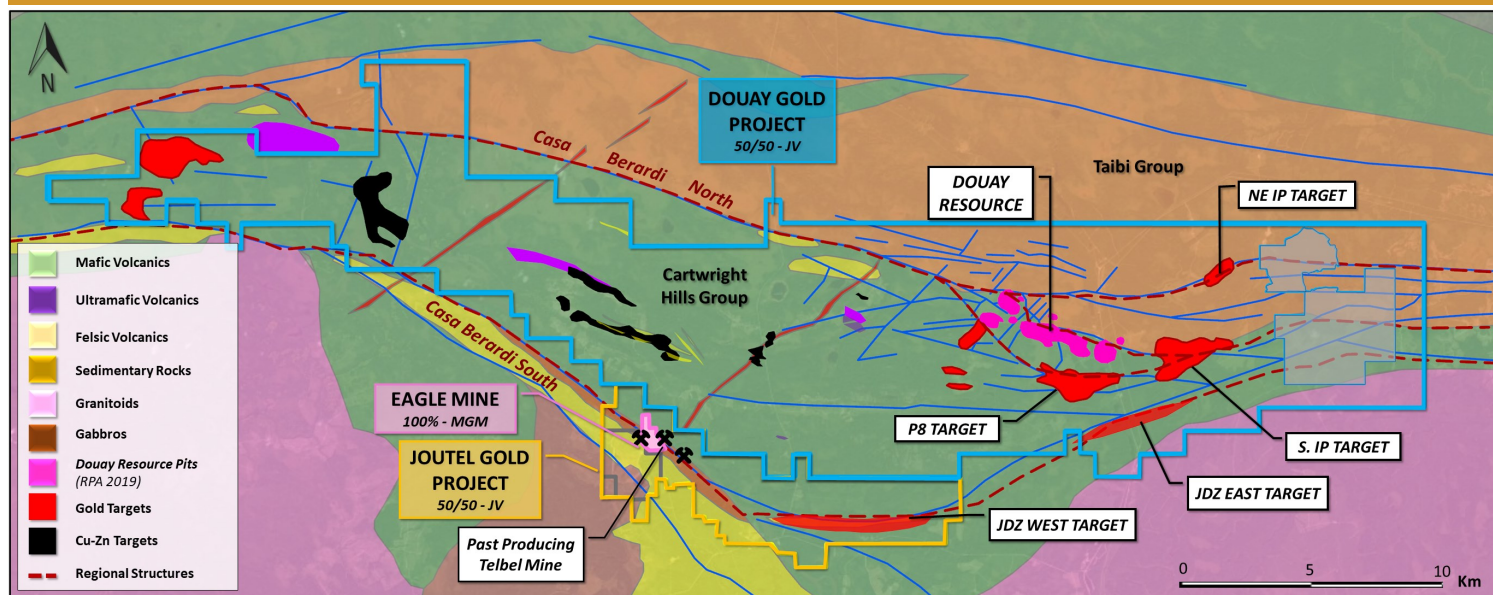 N
DOUAY GOLD
PROJECT
50/50 - JV
Casa Berardi North
Taibi Group
DOUAY
RESOURCE
NE IP TARGET
Cartwright
Hills Group
Casa Berardi South
EAGLE MINE
100% - MGM
JOUTEL GOLD
PROJECT
50/50 - JV
Past Producing
Telbel Mine
P8 TARGET
S. IP TARGET
JDZ EAST TARGET
JDZ WEST TARGET
Mafic Volcanics
Ultramafic Volcanics
Felsic Volcanics
Sedimentary Rocks
Granitoids
Gabbros
Douay Resource Pits
(RPA 2019)
Gold Targets
Cu-Zn Targets
Regional Structures
0 5 10
Km